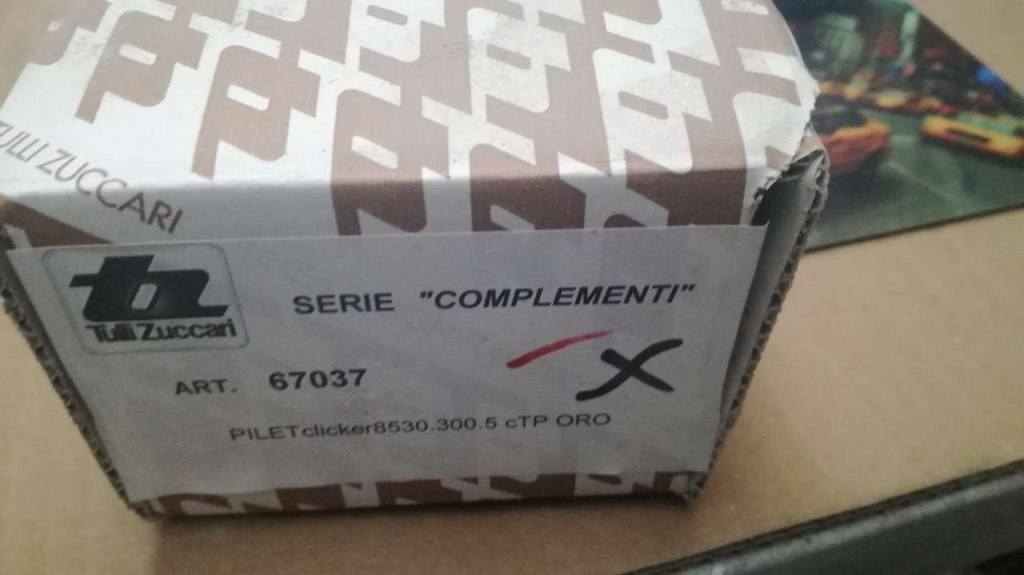 TULLI ZUCCARI
tz
Tulli Zuccari
SERIE "COMPLEMENTI"
X
ART. 67037
PILETclicker8530.300.5 cTP ORO